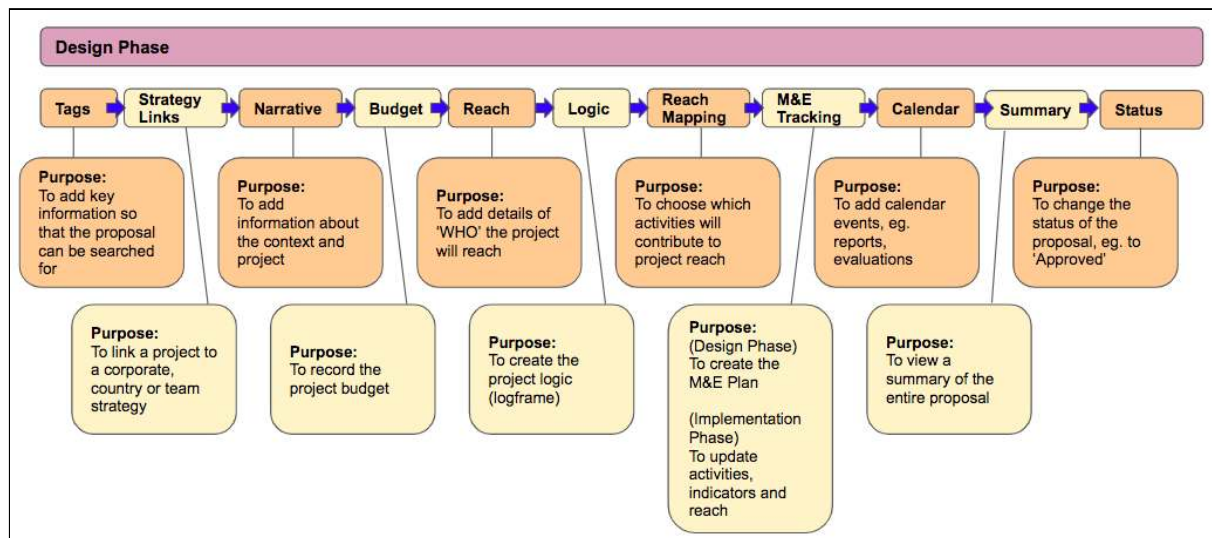 Design Phase
Tags
Strategy
Links
Narrative
Budget
Reach
Logic
Reach
Mapping
M&E
Tracking
Calendar
Summary
Status
Purpose:
To add key
information so
that the proposal
can be searched
for
Purpose:
To add
information about
the context and
project
Purpose:
To add details of
'WHO' the project
will reach
Purpose:
To choose which
activities will
contribute to
project reach
Purpose:
To add calendar
events, eg.
reports,
evaluations
Purpose:
To change the
status of the
proposal, eg. to
'Approved'
Purpose:
To link a project to
a corporate,
country or team
strategy
Purpose:
To record the
project budget
Purpose:
To create the
project logic
(logframe)
Purpose:
(Design Phase)
To create the
M&E Plan
(Implementation
Phase)
To update
activities,
indicators and
reach
Purpose:
To view a
summary of the
entire proposal